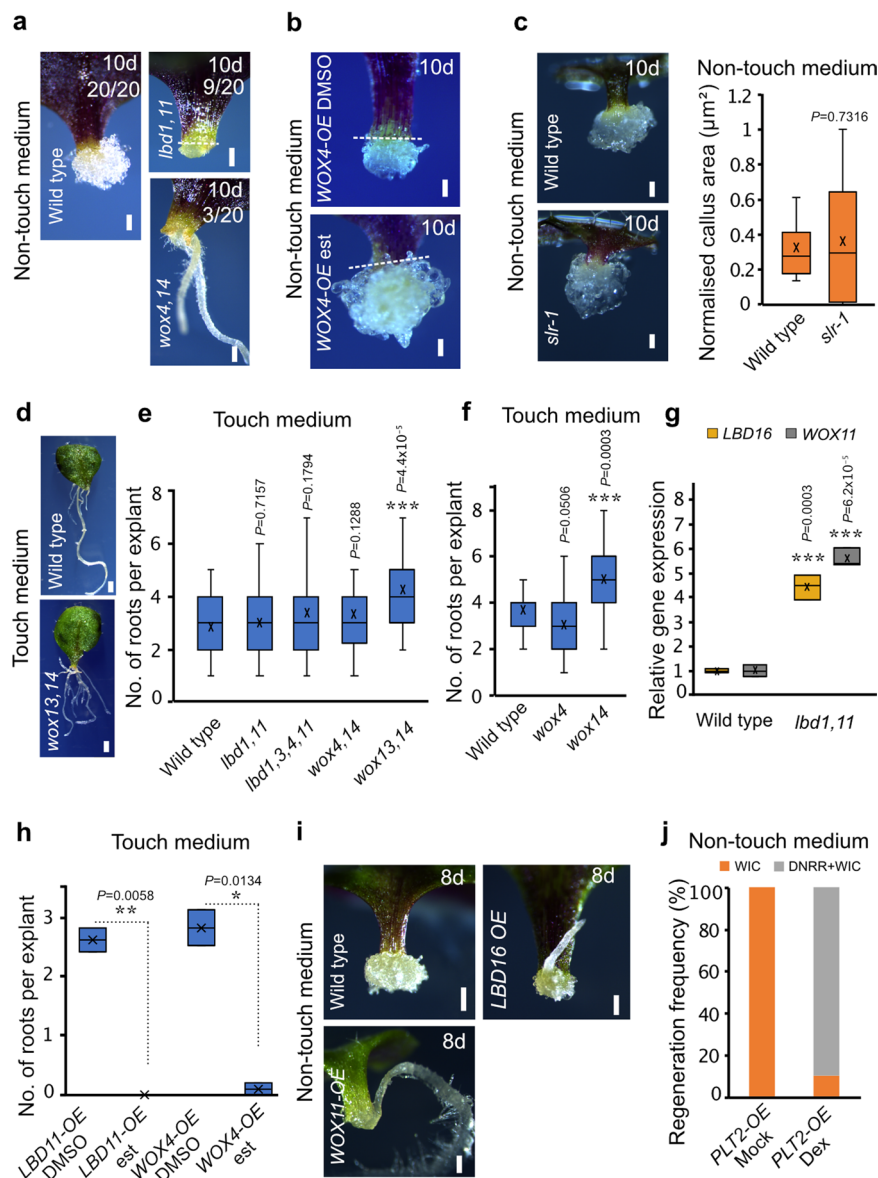 a
Non-touch medium
Wild type
10d
20/20
lbd1,11
10d
9/20
wox4,14
10d
3/20
b
Non-touch medium
WOX4-OE DMSO
10d
WOX4-OE est
10d
c
Non-touch medium
Wild type
10d
slr-1
10d
Non-touch medium
Normalised callus area (µm²)
1.2
1
0.8
0.6
0.4
0.2
0
P=0.7316
Wild type
slr-1
d
Touch medium
Wild type
wox13,14
e
Touch medium
No. of roots per explant
8
6
4
2
0
P=0.7157
P=0.1794
P=0.1288
P=4.4x10⁻⁵
***
Wild type
lbd1,11
lbd1,3,4,11
wox4,14
wox13,14
f
Touch medium
No. of roots per explant
8
6
4
2
0
P=0.0506
P=0.0003
***
Wild type
wox4
wox14
g
LBD16
WOX11
Relative gene expression
8
7
6
5
4
3
2
1
0
P=0.0003
***
P=6.2x10⁻⁵
***
Wild type
lbd1,11
h
Touch medium
No. of roots per explant
3
2
1
0
P=0.0058
**
P=0.0134
*
LBD11-OE
DMSO
LBD11-OE
est
WOX4-OE
DMSO
WOX4-OE
est
i
Non-touch medium
Wild type
8d
LBD16 OE
8d
WOX11-OE
8d
j
Non-touch medium
WIC
DNRR+WIC
Regeneration frequency (%)
100
80
60
40
20
0
PLT2-OE
Mock
PLT2-OE
Dex